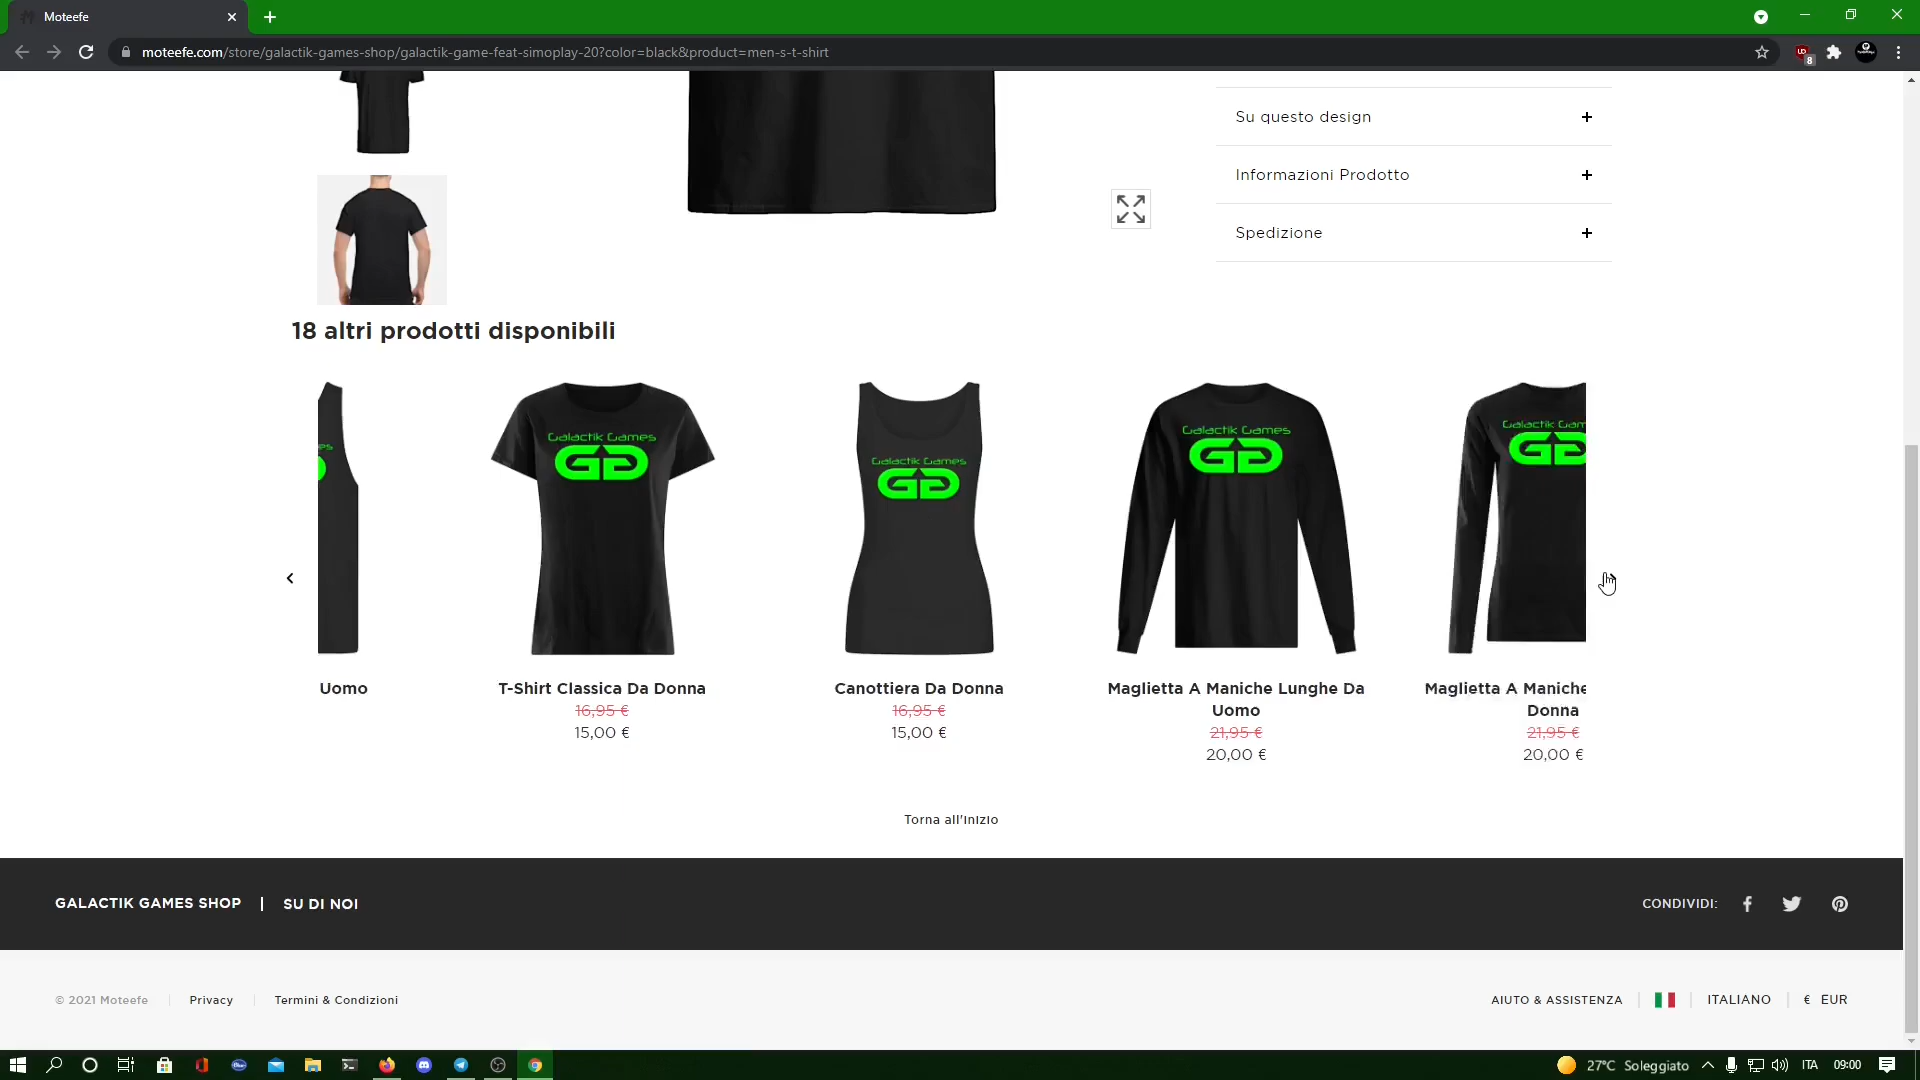 Moteefe
moteefe.com/store/galactik-games-shop/galactik-game-feat-simoplay-20?color=black&product=men-s-t-shirt
8
Su questo design
Informazioni Prodotto
Spedizione
18 altri prodotti disponibili
Galactik Games
GG
Galactik Games
GG
Galactik Games
GG
Uomo
T-Shirt Classica Da Donna
16,95 €
15,00 €
Canottiera Da Donna
16,95 €
15,00 €
Maglietta A Maniche Lunghe Da
Uomo
21,95 €
20,00 €
Maglietta A Maniche
Donna
21,95 €
20,00 €
Torna all'inizio
GALACTIK GAMES SHOP | SU DI NOI
CONDIVIDI:
© 2021 Moteefe
Privacy
Termini & Condizioni
AIUTO & ASSISTENZA
ITALIANO
€ EUR
27°C Soleggiato
ITA
09:00